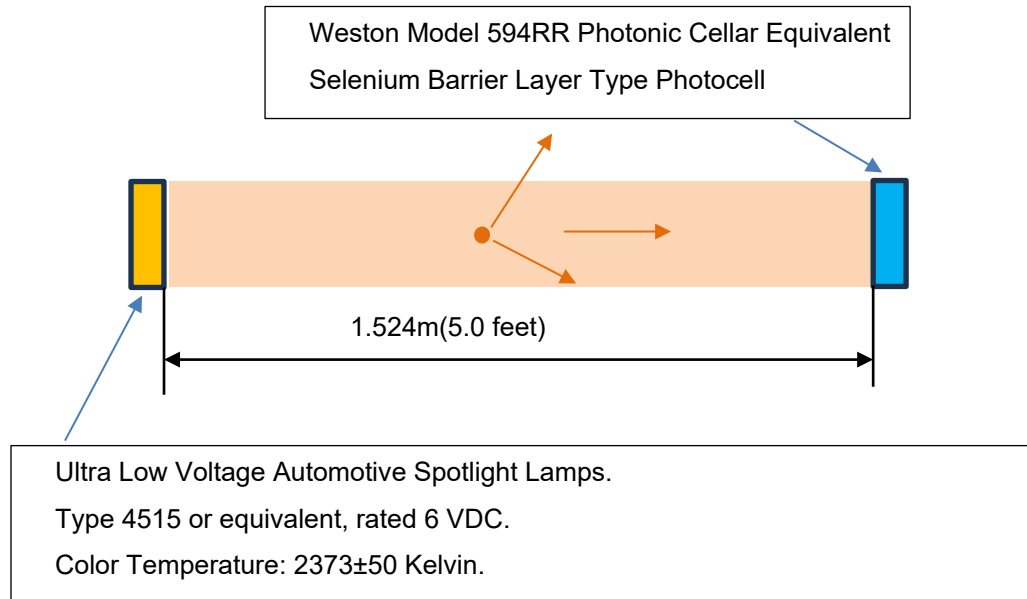 Weston Model 594RR Photonic Cellar Equivalent
Selenium Barrier Layer Type Photocell
1.524m(5.0 feet)
Ultra Low Voltage Automotive Spotlight Lamps.
Type 4515 or equivalent, rated 6 VDC.
Color Temperature: 2373±50 Kelvin.